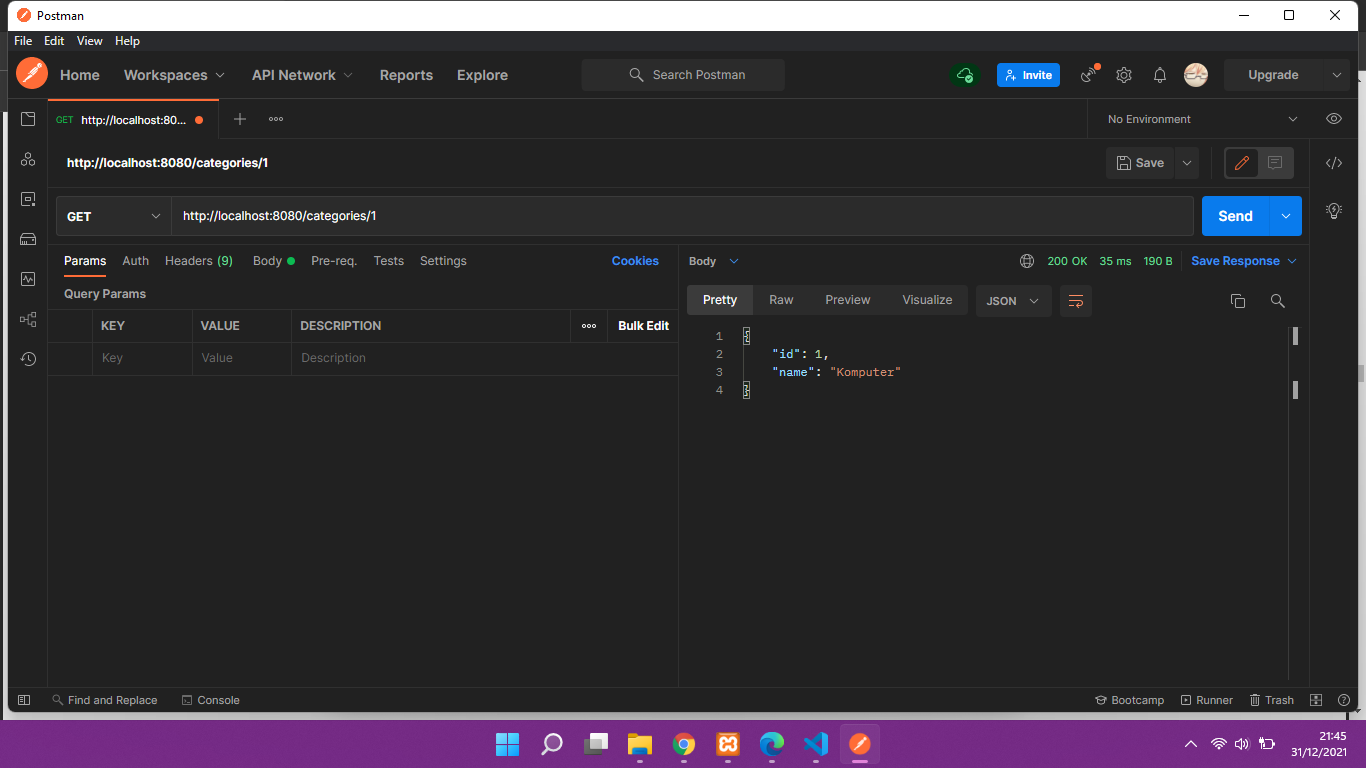 Postman
File Edit View Help
Home Workspaces API Network Reports Explore Search Postman Invite Upgrade
GET http://localhost:80... No Environment
http://localhost:8080/categories/1 Save
GET http://localhost:8080/categories/1 Send
Params Auth Headers (9) Body Pre-req. Tests Settings Cookies
Body 200 OK 35 ms 190 B Save Response
Query Params
Pretty Raw Preview Visualize JSON
KEY VALUE DESCRIPTION Bulk Edit
Key Value Description
1 {
2 "id": 1,
3 "name": "Komputer"
4 }
Find and Replace Console Bootcamp Runner Trash
21:45
31/12/2021